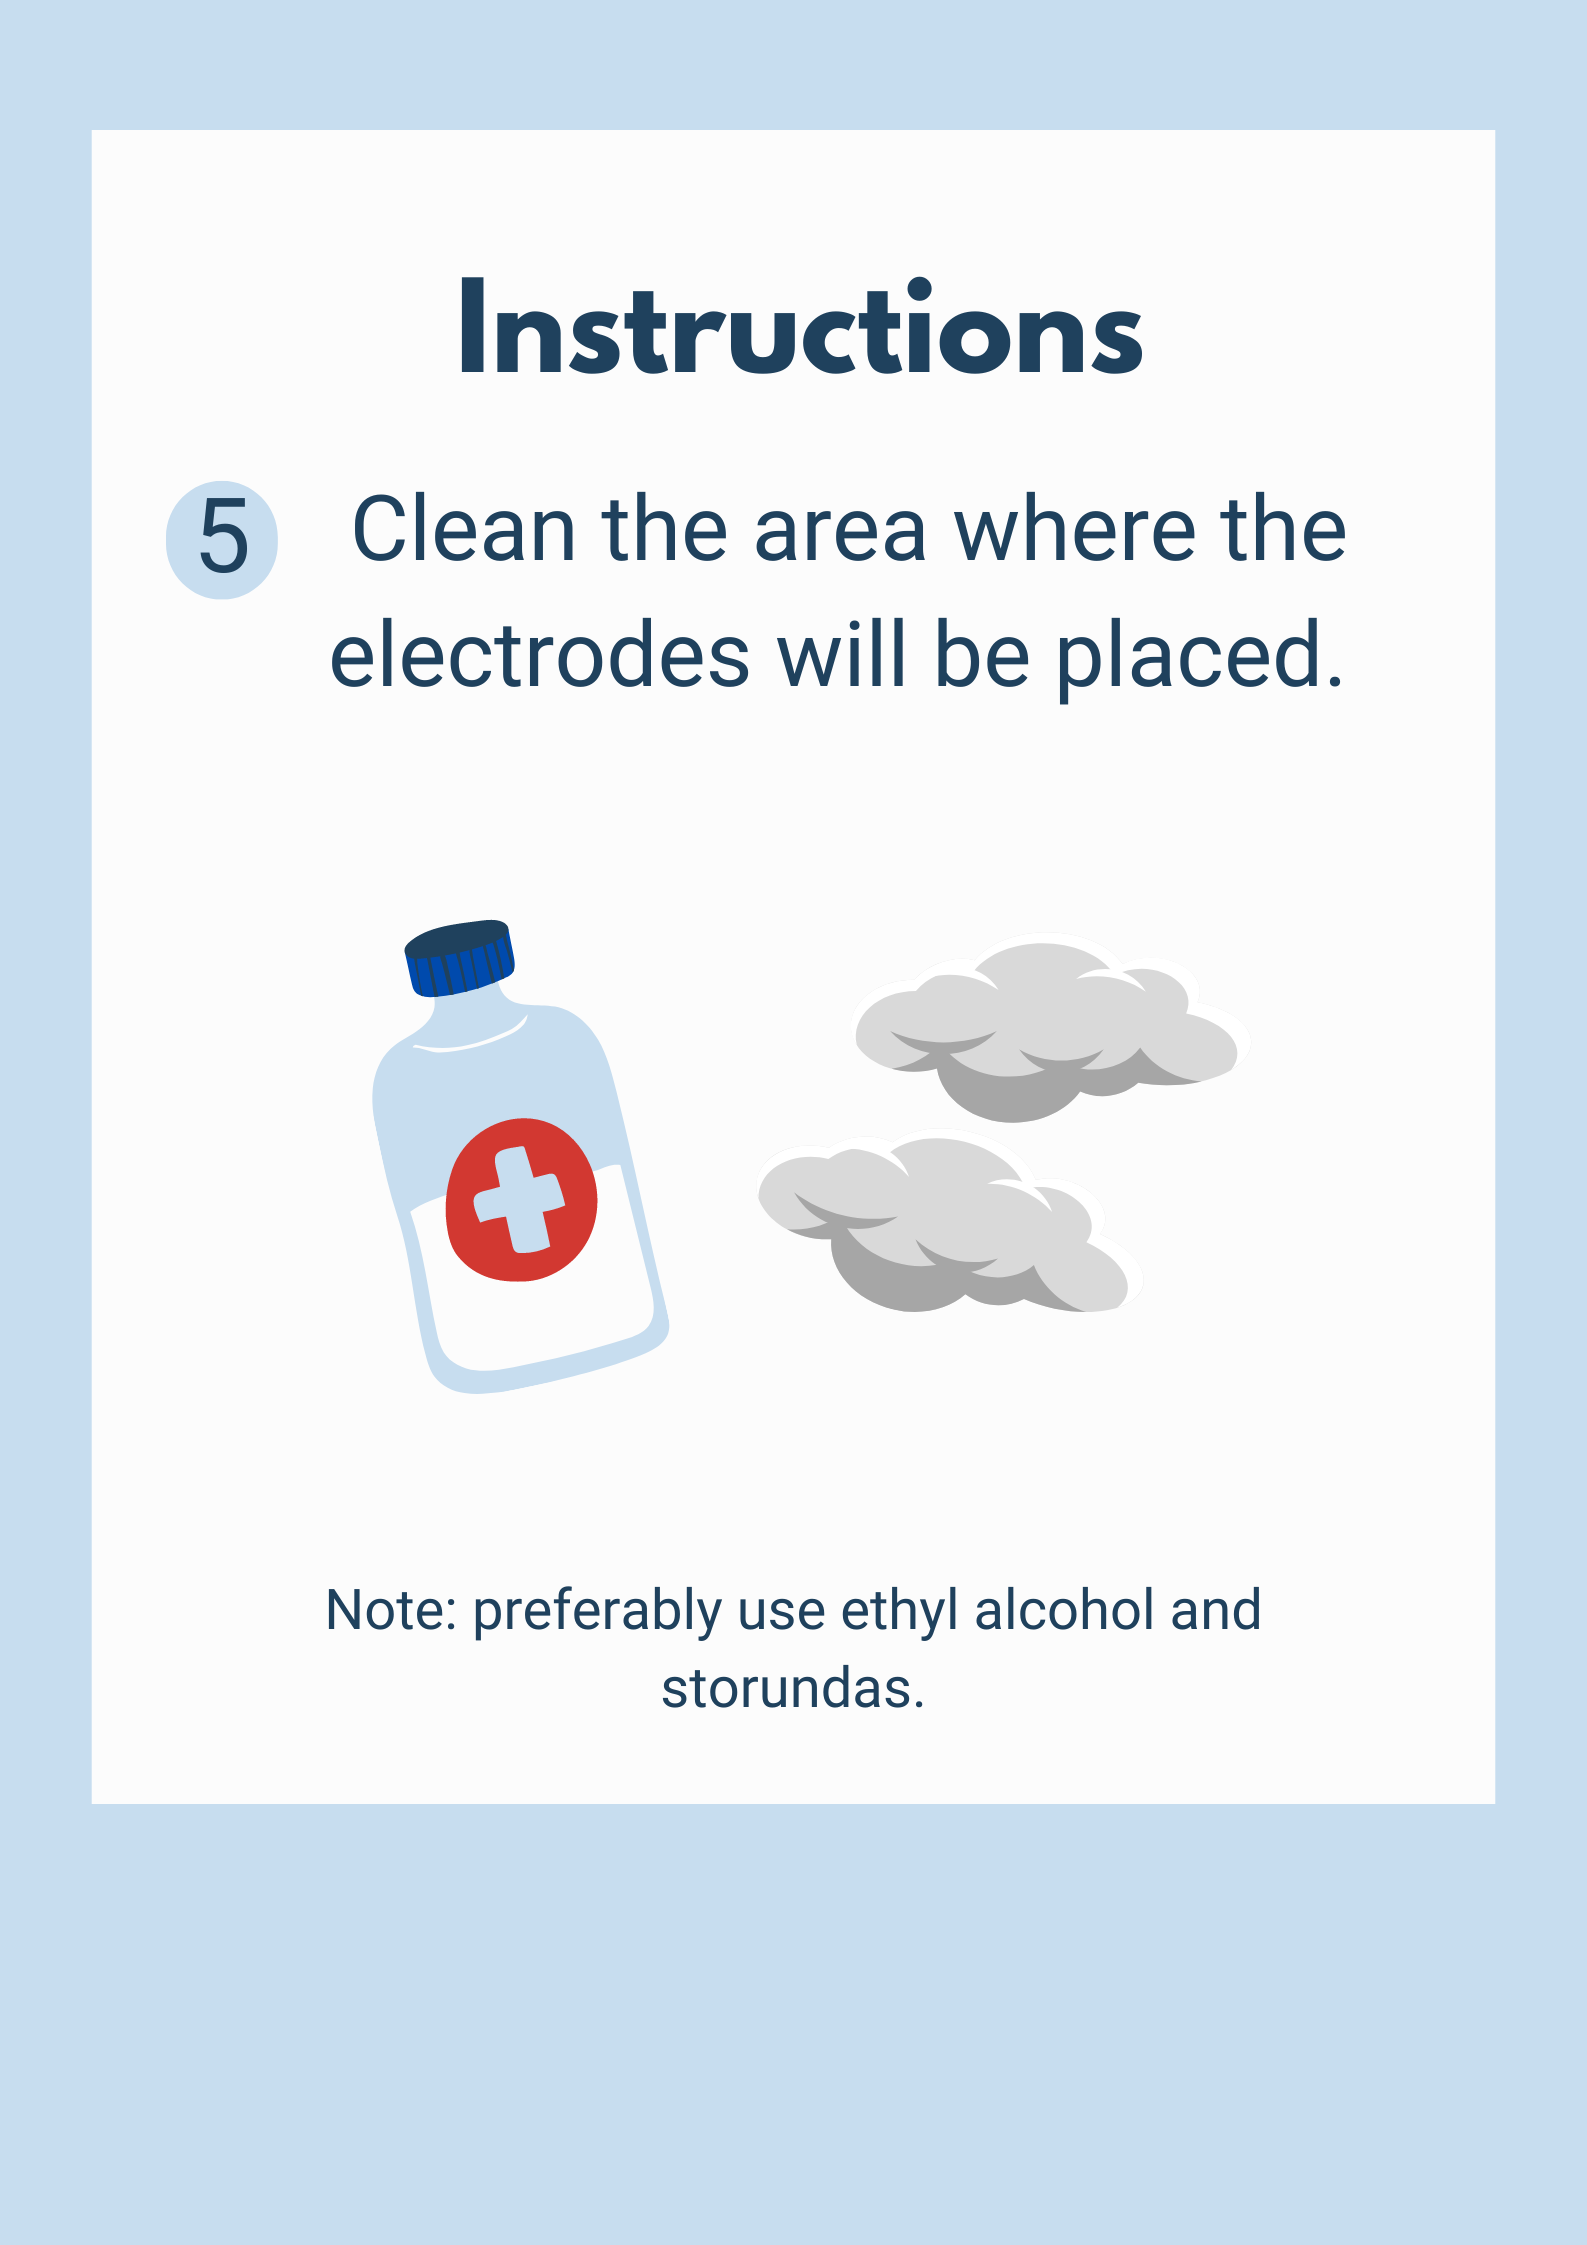 Instructions
5 Clean the area where the
electrodes will be placed.
Note: preferably use ethyl alcohol and
storundas.